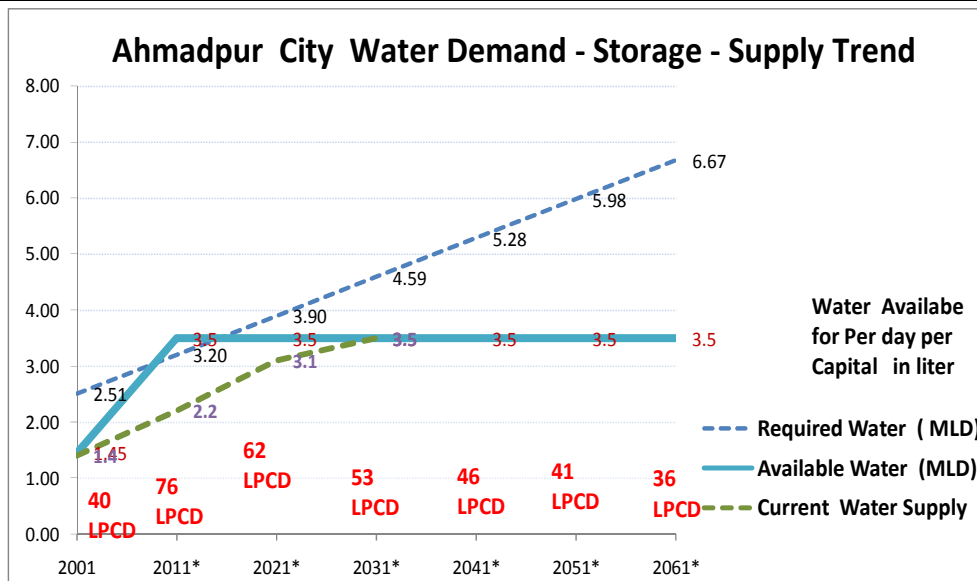 Ahmadpur City Water Demand - Storage - Supply Trend
8.00
7.00
6.00
5.00
4.00
3.00
2.00
1.00
0.00
6.67
5.98
5.28
4.59
3.90
3.20
2.51
3.5
3.5
3.5
3.5
3.5
3.5
3.1
2.2
1.45
1.4
40
LPCD
76
LPCD
62
LPCD
53
LPCD
46
LPCD
41
LPCD
36
LPCD
2001
2011*
2021*
2031*
2041*
2051*
2061*
Water Availabe
for Per day per
Capital in liter
Required Water ( MLD)
Available Water (MLD)
Current Water Supply